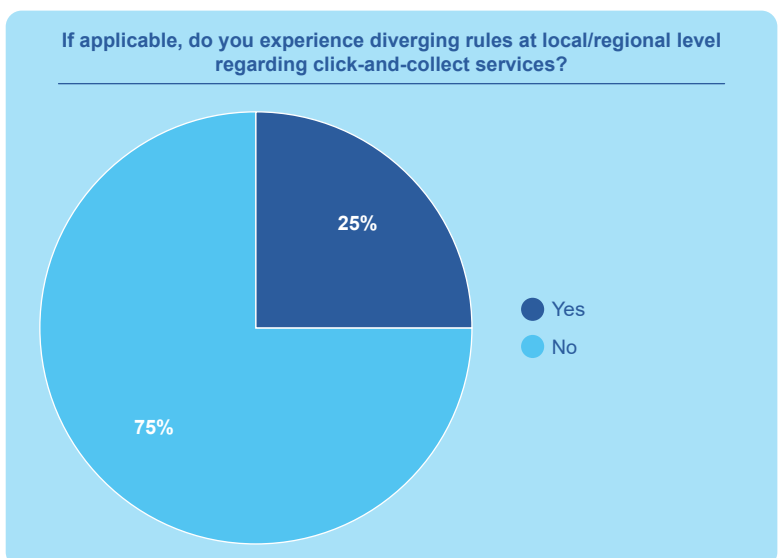 If applicable, do you experience diverging rules at local/regional level
regarding click-and-collect services?
25%
Yes
No
75%